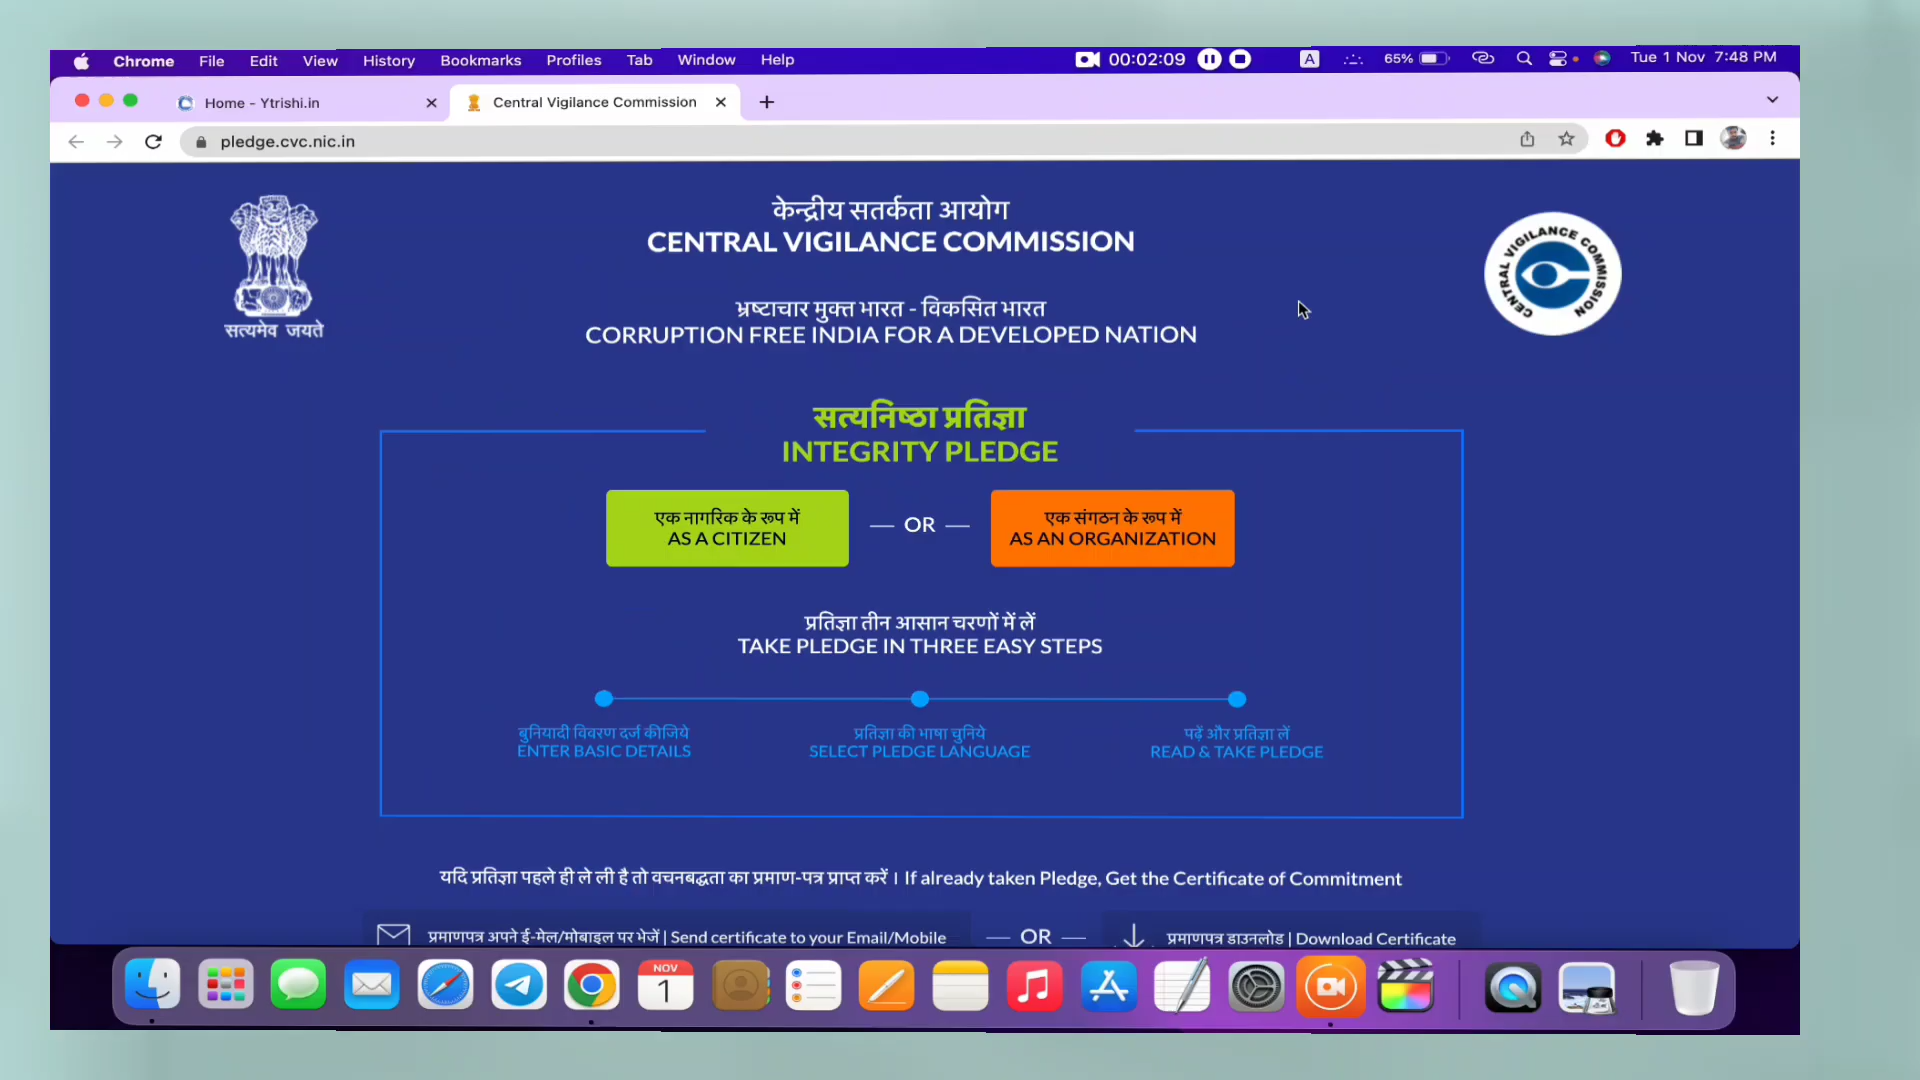 Chrome File Edit View History Bookmarks Profiles Tab Window Help 00:02:09 A 65% Tue 1 Nov 7:48 PM
Home - Ytrishi.in Central Vigilance Commission
pledge.cvc.nic.in
केन्द्रीय सतर्कता आयोग
CENTRAL VIGILANCE COMMISSION
सत्यमेव जयते
CENTRAL VIGILANCE COMMISSION
भ्रष्टाचार मुक्त भारत - विकसित भारत
CORRUPTION FREE INDIA FOR A DEVELOPED NATION
सत्यनिष्ठा प्रतिज्ञा
INTEGRITY PLEDGE
एक नागरिक के रूप में
AS A CITIZEN
OR
एक संगठन के रूप में
AS AN ORGANIZATION
प्रतिज्ञा तीन आसान चरणों में लें
TAKE PLEDGE IN THREE EASY STEPS
बुनियादी विवरण दर्ज कीजिये
ENTER BASIC DETAILS
प्रतिज्ञा की भाषा चुनिये
SELECT PLEDGE LANGUAGE
पढ़ें और प्रतिज्ञा लें
READ & TAKE PLEDGE
यदि प्रतिज्ञा पहले ही ले ली है तो वचनबद्धता का प्रमाण-पत्र प्राप्त करें । If already taken Pledge, Get the Certificate of Commitment
प्रमाणपत्र अपने ई-मेल/मोबाइल पर भेजें | Send certificate to your Email/Mobile OR प्रमाणपत्र डाउनलोड | Download Certificate
NOV
1